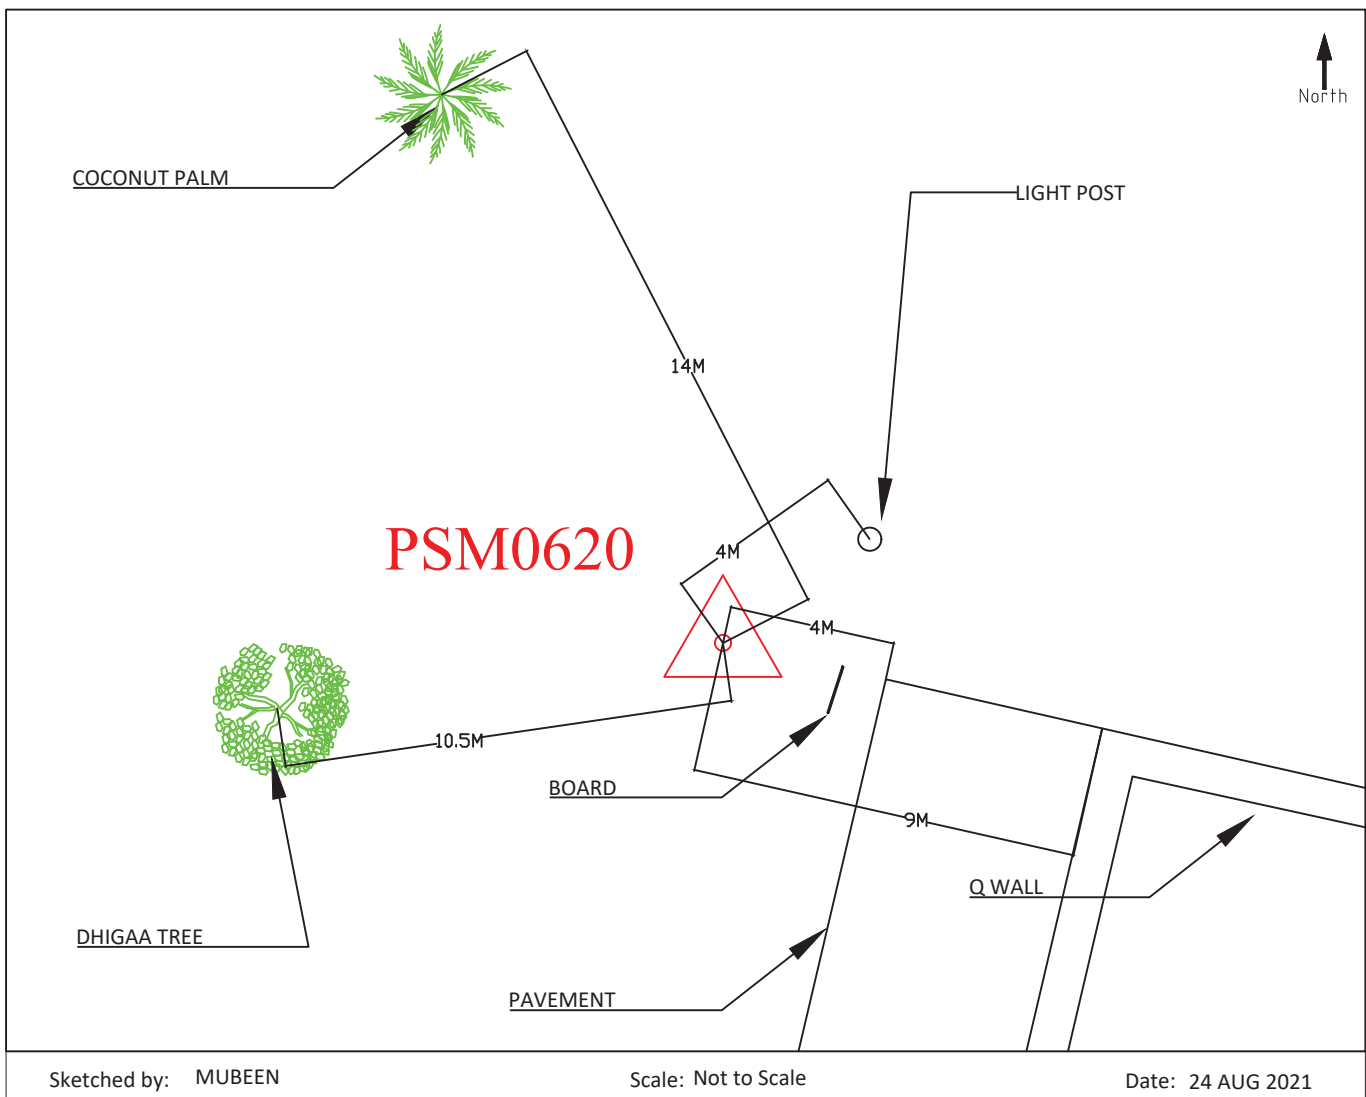 North
COCONUT PALM
LIGHT POST
14M
PSM0620
4M
4M
10.5M
BOARD
9M
Q WALL
DHIGAA TREE
PAVEMENT
Sketched by: MUBEEN
Scale: Not to Scale
Date: 24 AUG 2021